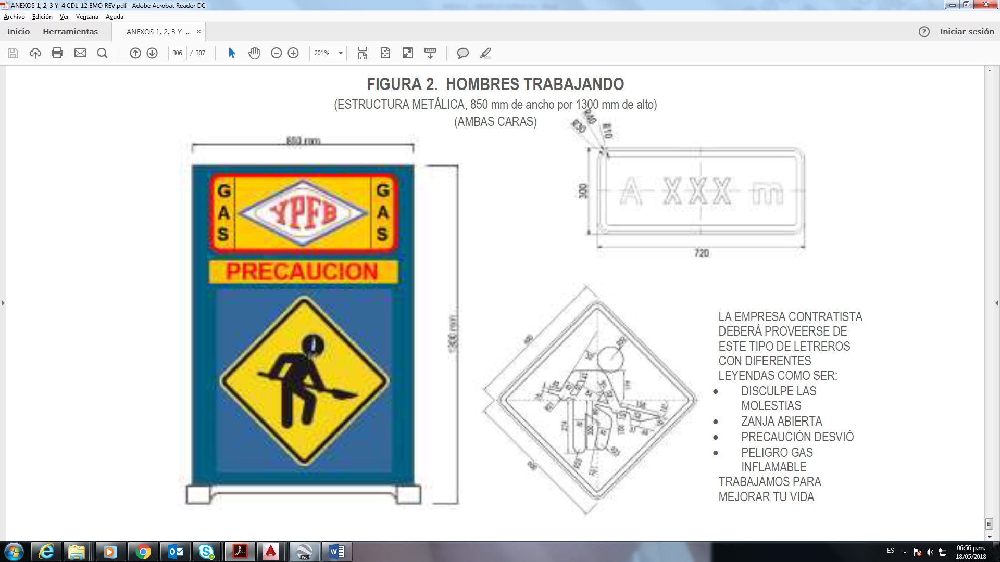 ANEXOS 1, 2, 3 Y  4 CDL-12 EMO REV.pdf - Adobe Acrobat Reader DC
Archivo Edición Ver Ventana Ayuda
Inicio Herramientas ANEXOS 1, 2, 3 Y ... × Iniciar sesión
306 / 307 201%
FIGURA 2.  HOMBRES TRABAJANDO
(ESTRUCTURA METÁLICA, 850 mm de ancho por 1300 mm de alto)
(AMBAS CARAS)
850 mm
GAS
YPFB
GAS
PRECAUCION
1300 mm
R30
R10
A XXX m
300
720
LA EMPRESA CONTRATISTA
DEBERÁ PROVEERSE DE
ESTE TIPO DE LETREROS
CON DIFERENTES
LEYENDAS COMO SER:
• DISCULPE LAS
MOLESTIAS
• ZANJA ABIERTA
• PRECAUCIÓN DESVIÓ
• PELIGRO GAS
INFLAMABLE
TRABAJAMOS PARA
MEJORAR TU VIDA
Pro
ES
06:56 p.m.
18/05/2018